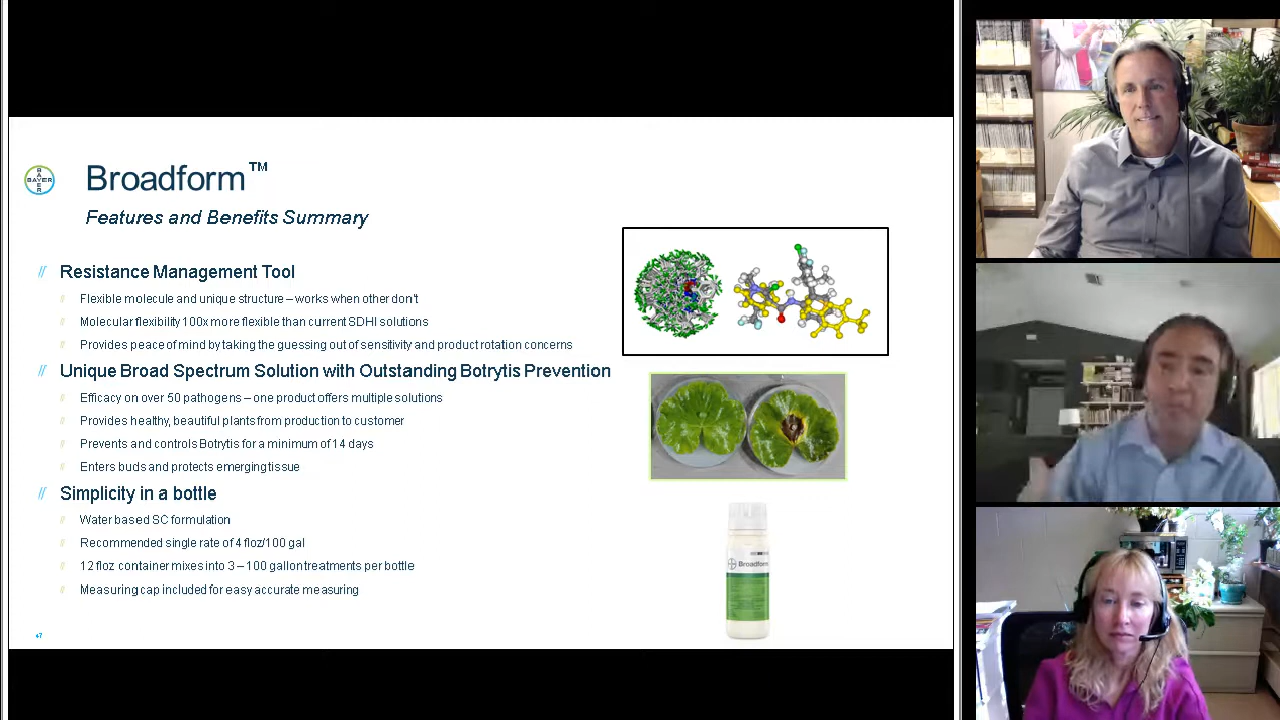 BAYER
BAYER
Broadform™
Features and Benefits Summary
// Resistance Management Tool
// Flexible molecule and unique structure – works when other don't
// Molecular flexibility 100x more flexible than current SDHI solutions
// Provides peace of mind by taking the guessing out of sensitivity and product rotation concerns
// Unique Broad Spectrum Solution with Outstanding Botrytis Prevention
// Efficacy on over 50 pathogens – one product offers multiple solutions
// Provides healthy, beautiful plants from production to customer
// Prevents and controls Botrytis for a minimum of 14 days
// Enters buds and protects emerging tissue
// Simplicity in a bottle
// Water based SC formulation
// Recommended single rate of 4 floz/100 gal
// 12 floz container mixes into 3 – 100 gallon treatments per bottle
// Measuring cap included for easy accurate measuring
Broadform
47